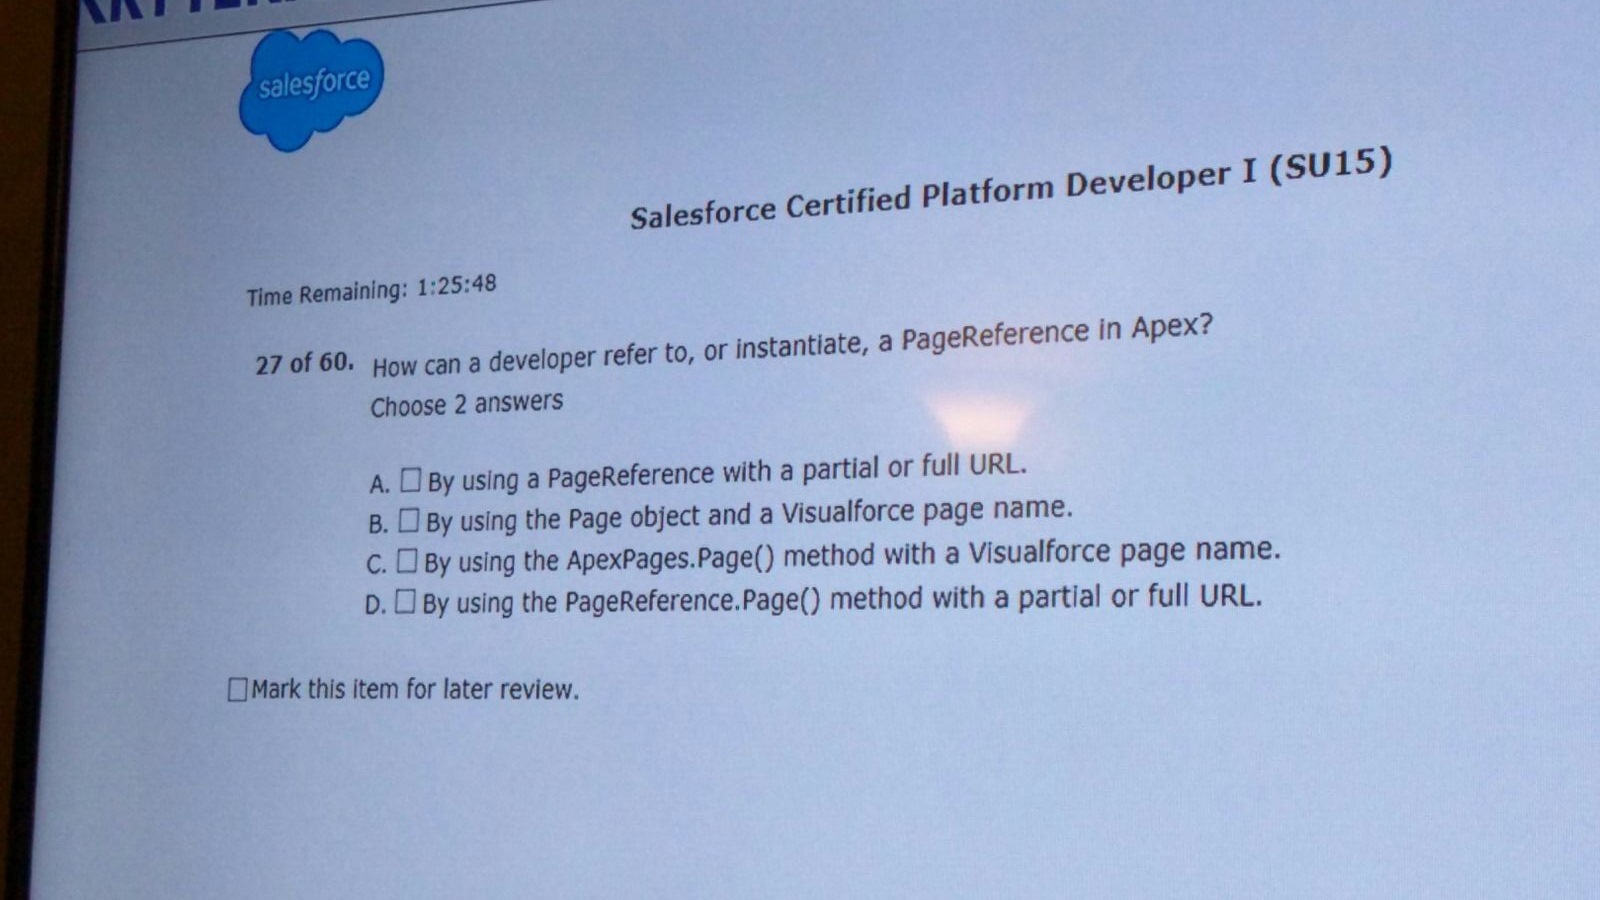 salesforce
Salesforce Certified Platform Developer I (SU15)
Time Remaining: 1:25:48
27 of 60. How can a developer refer to, or instantiate, a PageReference in Apex?
Choose 2 answers
A. By using a PageReference with a partial or full URL.
B. By using the Page object and a Visualforce page name.
C. By using the ApexPages.Page() method with a Visualforce page name.
D. By using the PageReference.Page() method with a partial or full URL.
Mark this item for later review.